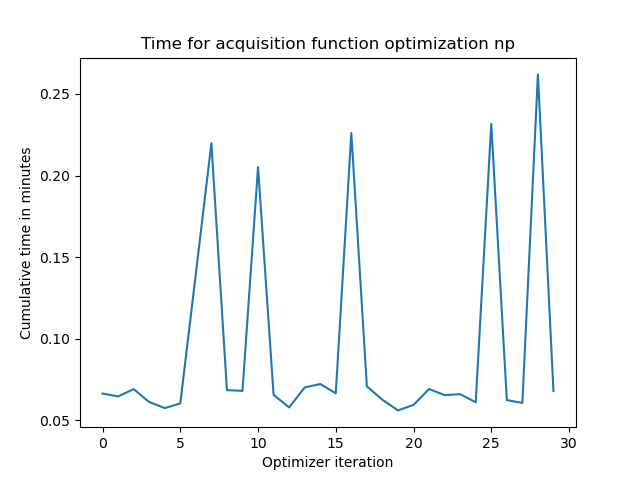 Time for acquisition function optimization np
Cumulative time in minutes
0.25
0.20
0.15
0.10
0.05
0 5 10 15 20 25 30
Optimizer iteration